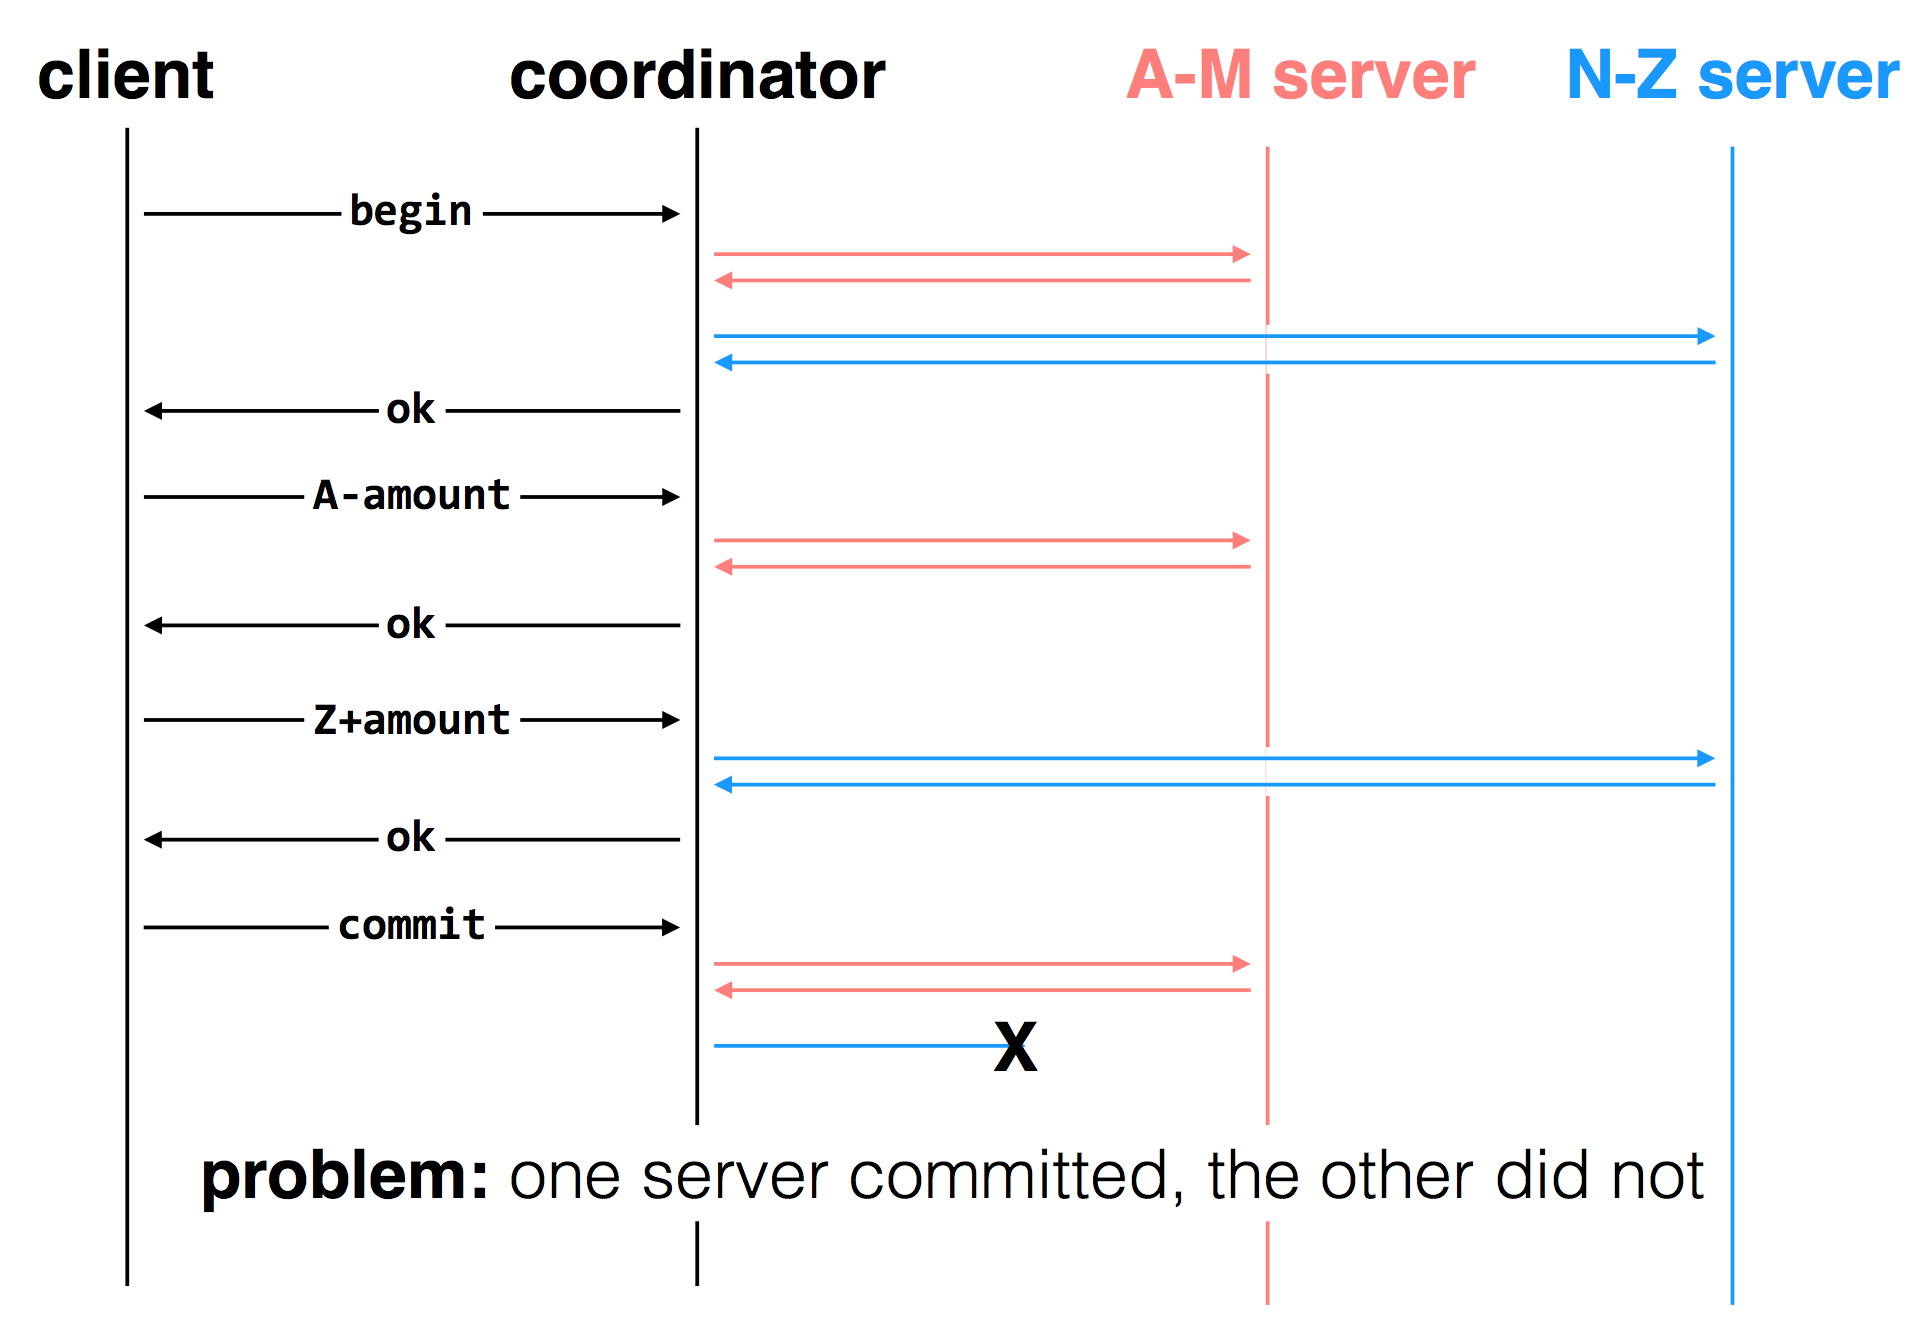 client coordinator A-M server N-Z server
begin
ok
A-amount
ok
Z+amount
ok
commit
X
problem: one server committed, the other did not